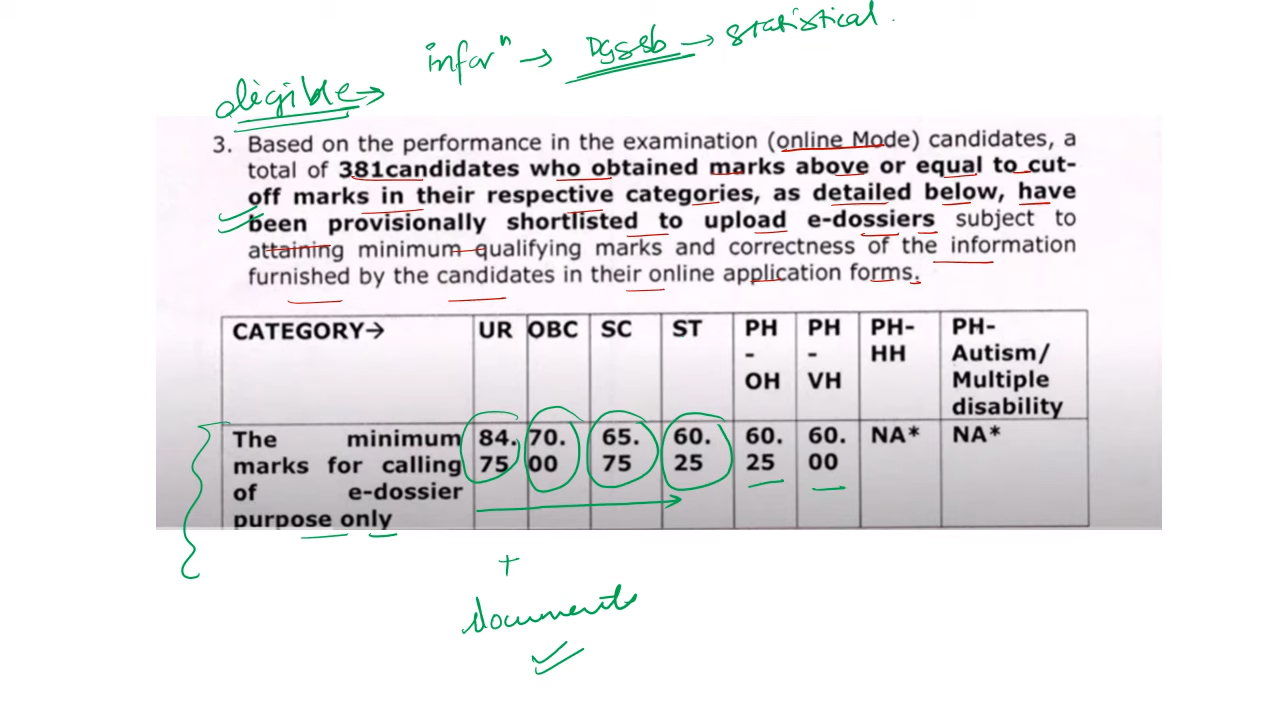 inforⁿ → Dgssb → statistical
eligible →
3. Based on the performance in the examination (online Mode) candidates, a
total of 381candidates who obtained marks above or equal to cut-
off marks in their respective categories, as detailed below, have
been provisionally shortlisted to upload e-dossiers subject to
attaining minimum qualifying marks and correctness of the information
furnished by the candidates in their online application forms.
CATEGORY→ UR OBC SC ST PH PH PH- PH-
- - HH Autism/
OH VH Multiple
disability
The minimum 84. 70. 65. 60. 60. 60. NA* NA*
marks for calling 75 00 75 25 25 00
of e-dossier
purpose only
+
documents